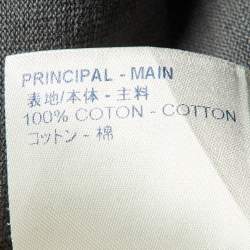 PRINCIPAL - MAIN
表地/本体 - 主料
100% COTON - COTTON
コットン - 棉